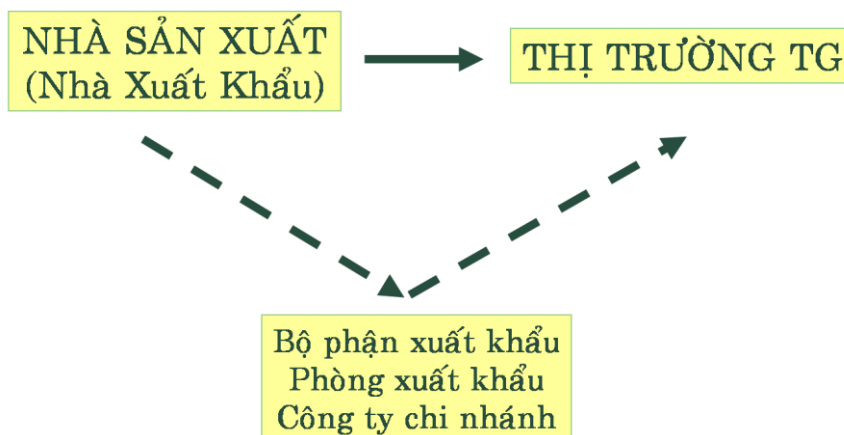 NHÀ SẢN XUẤT
(Nhà Xuất Khẩu)
THỊ TRƯỜNG TG
Bộ phận xuất khẩu
Phòng xuất khẩu
Công ty chi nhánh